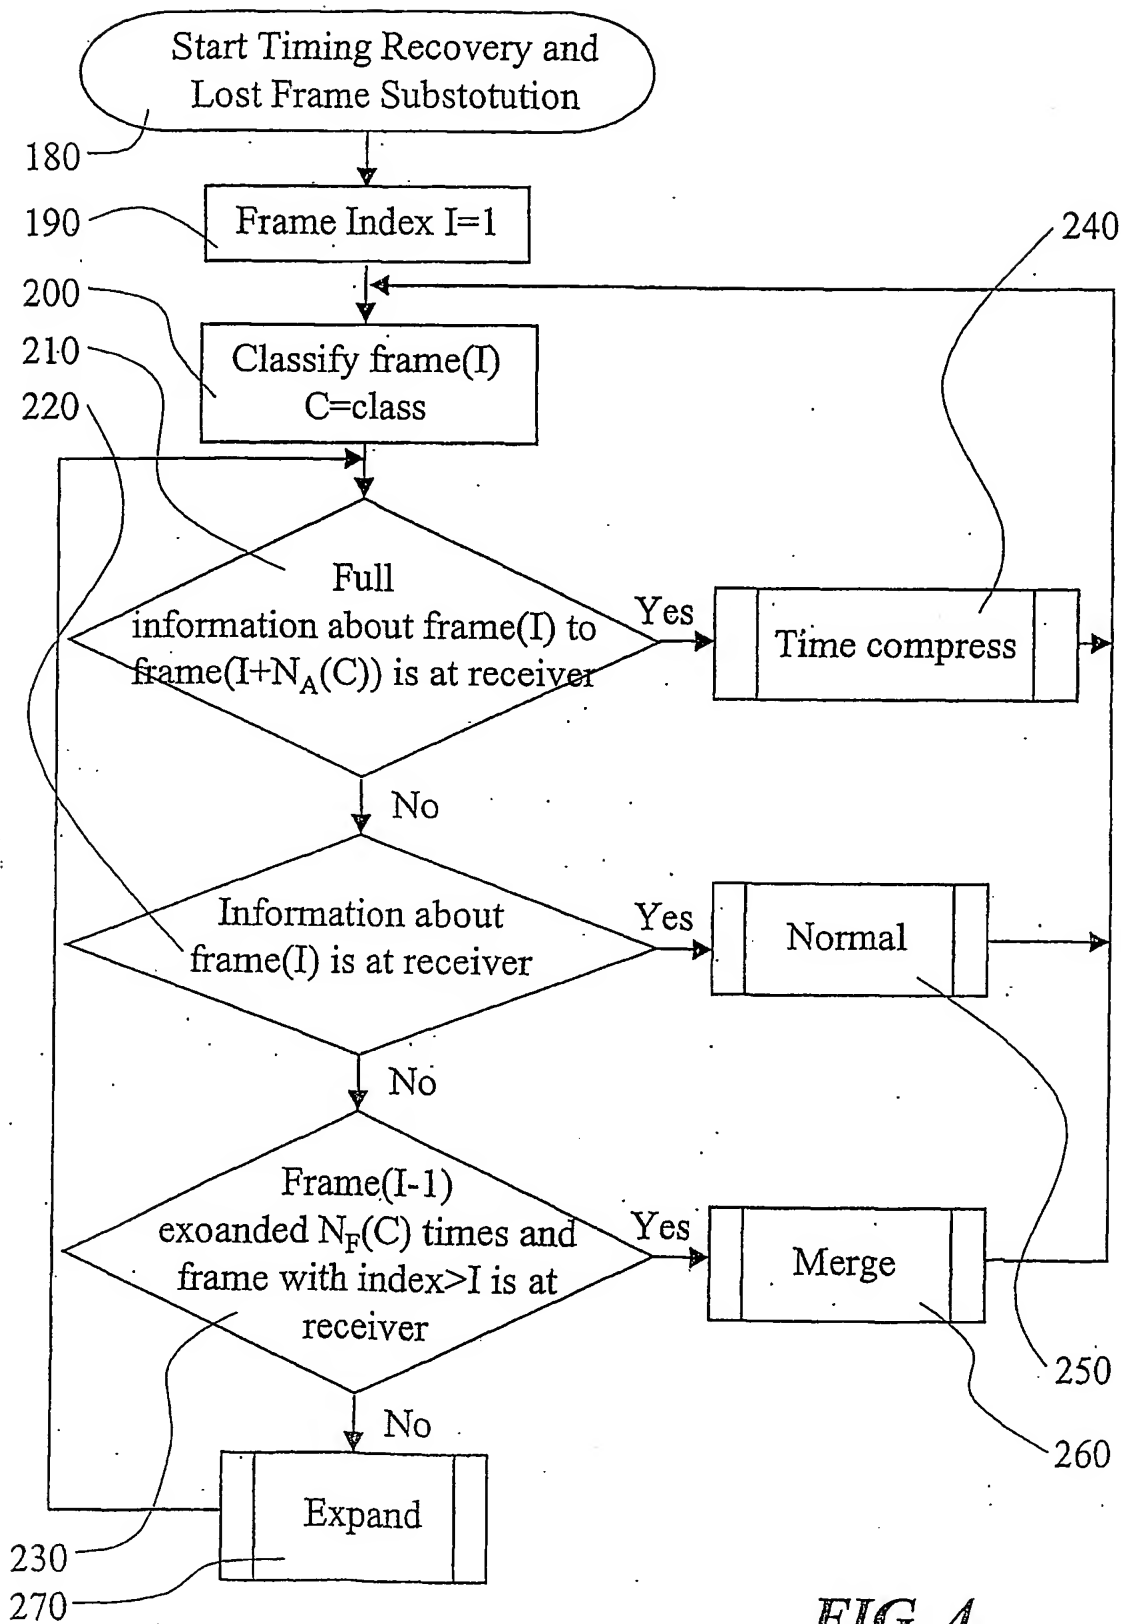 Start Timing Recovery and
Lost Frame Substotution
180
190
Frame Index I=1
240
200
210
Classify frame(I)
C=class
220
Full
information about frame(I) to
frame(I+N_A(C)) is at receiver
Yes
Time compress
No
Information about
frame(I) is at receiver
Yes
Normal
No
Frame(I-1)
exoanded N_F(C) times and
frame with index>I is at
receiver
Yes
Merge
250
No
260
Expand
230
270
FIG 4